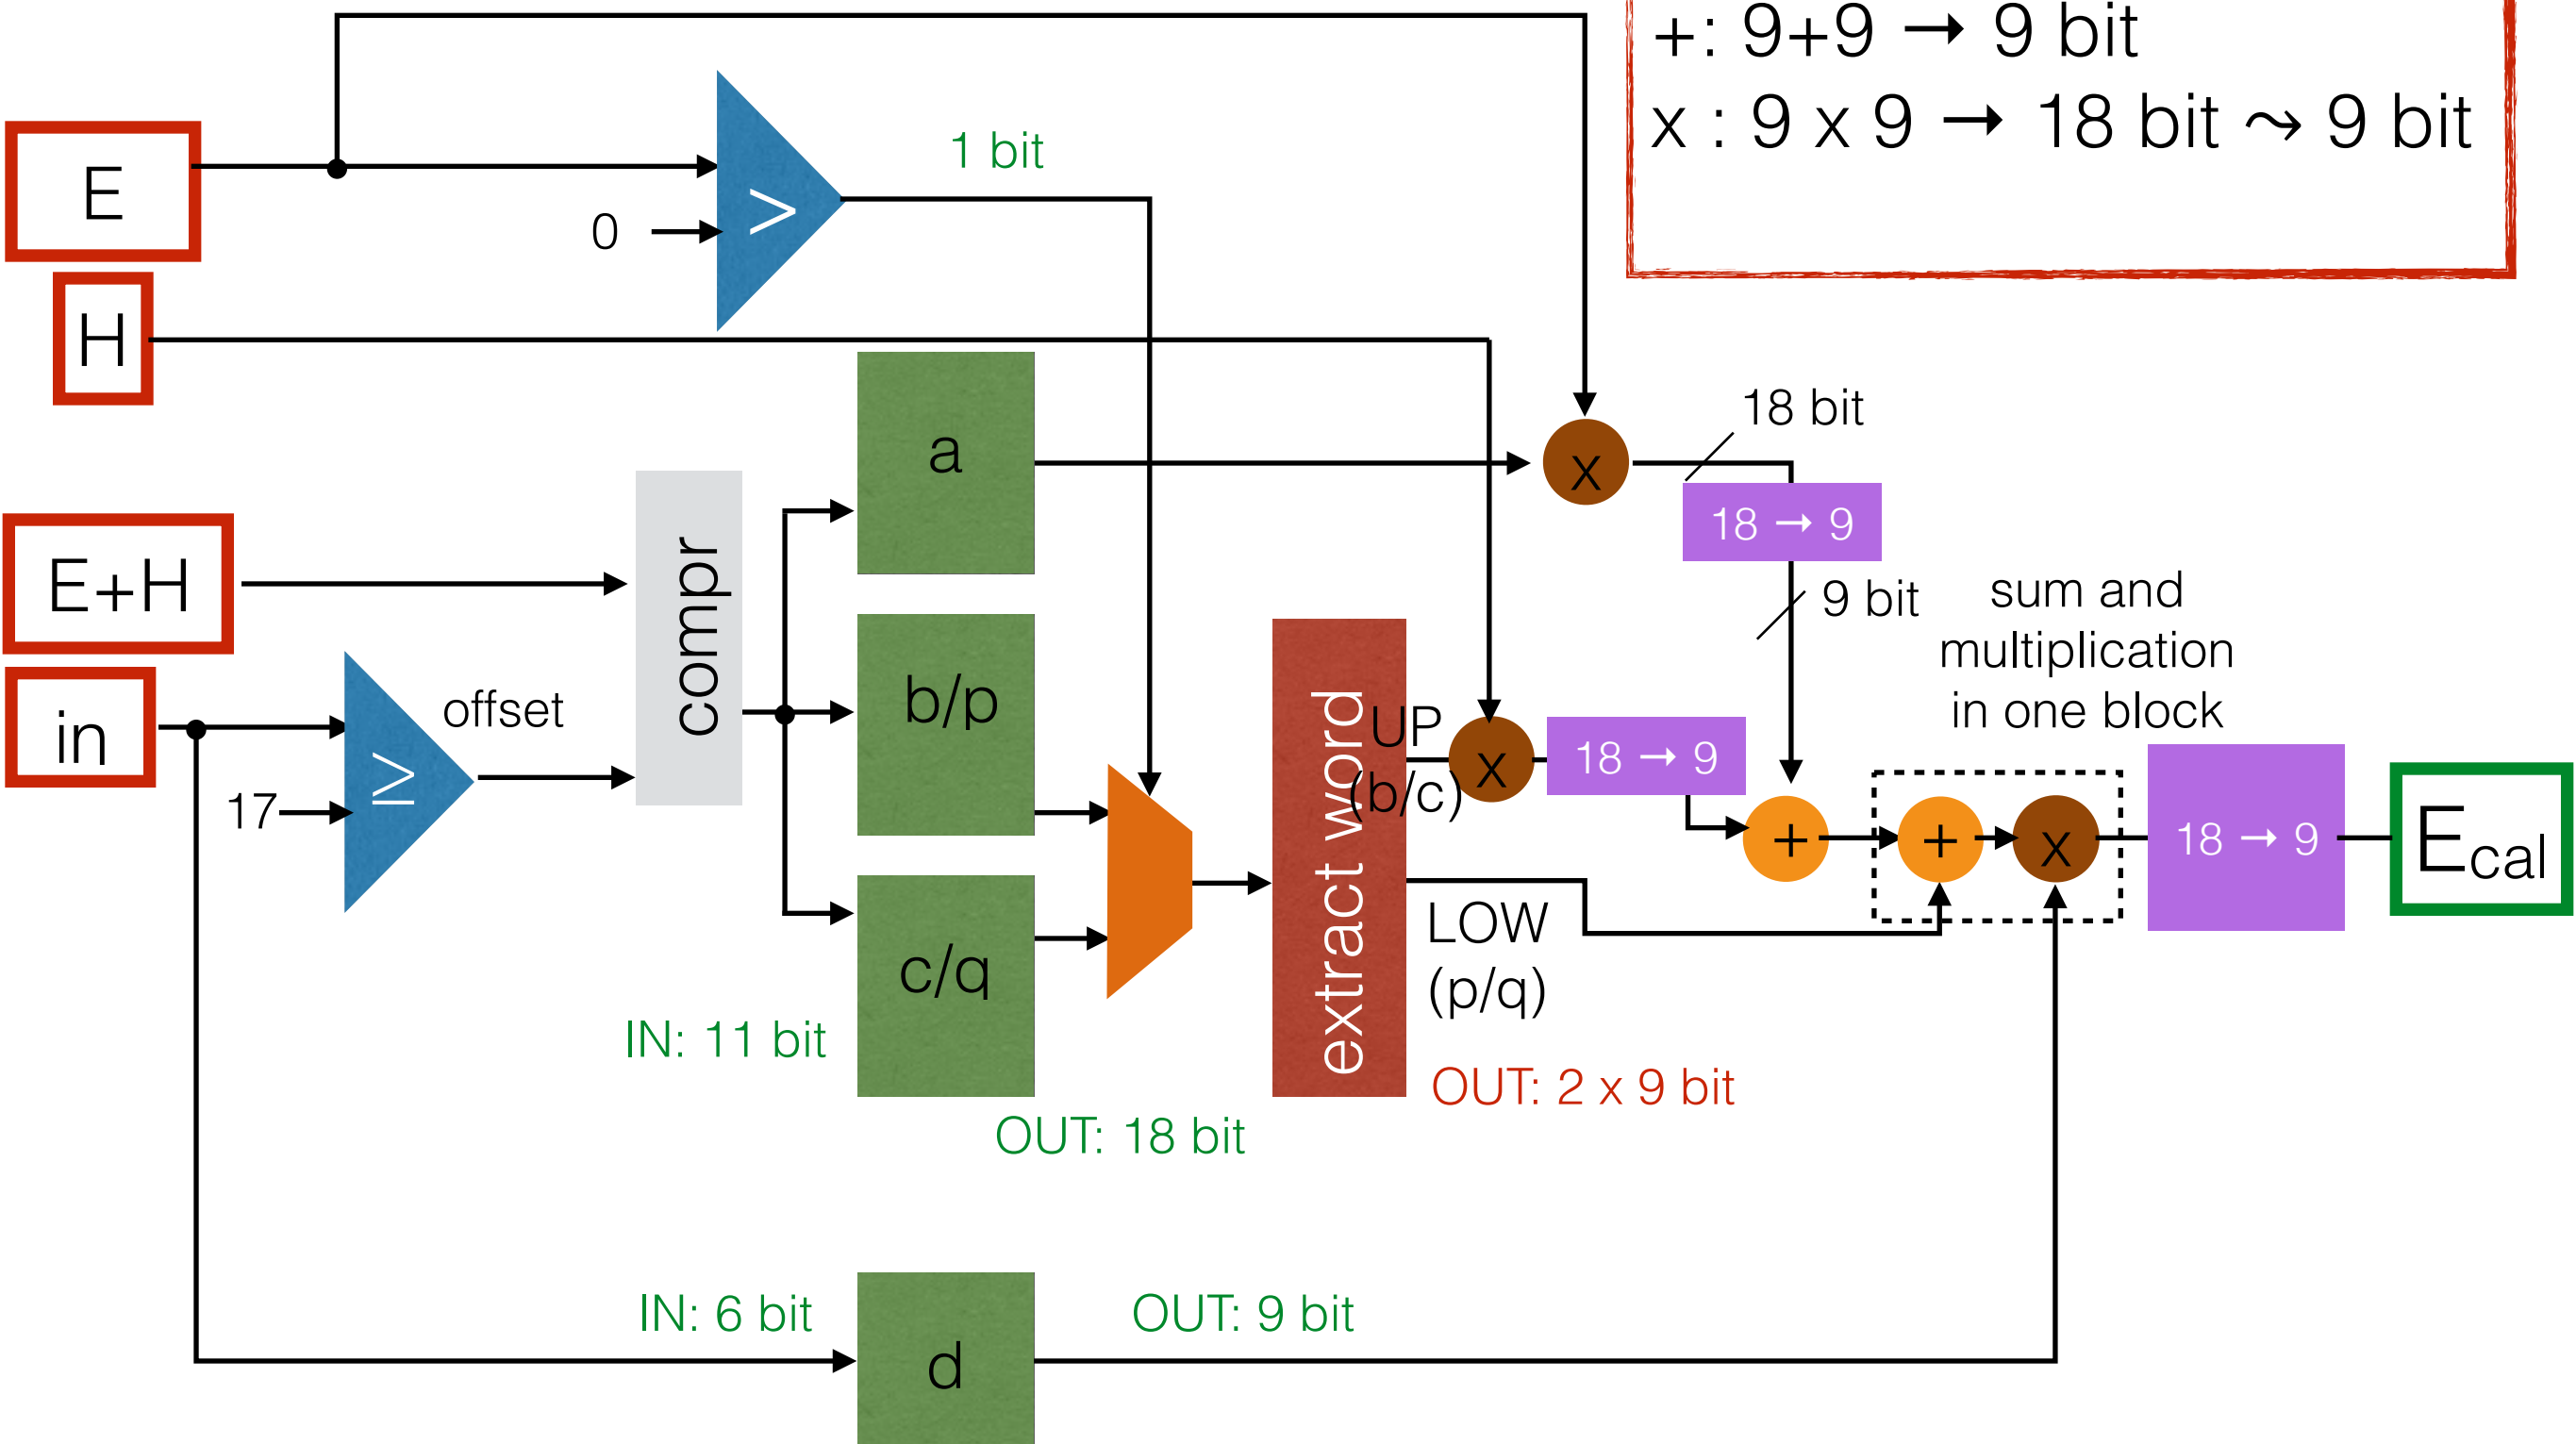 +: 9+9 → 9 bit
x : 9 x 9 → 18 bit ⤳ 9 bit
1 bit
E
>
0
H
18 bit
a
x
18 → 9
E+H
compr
9 bit
sum and
multiplication
in one block
in
offset
≥
17
b/p
extract word
UP
(b/c)
x
18 → 9
+
+
x
18 → 9
Ecal
c/q
LOW
(p/q)
IN: 11 bit
OUT: 2 x 9 bit
OUT: 18 bit
IN: 6 bit
OUT: 9 bit
d